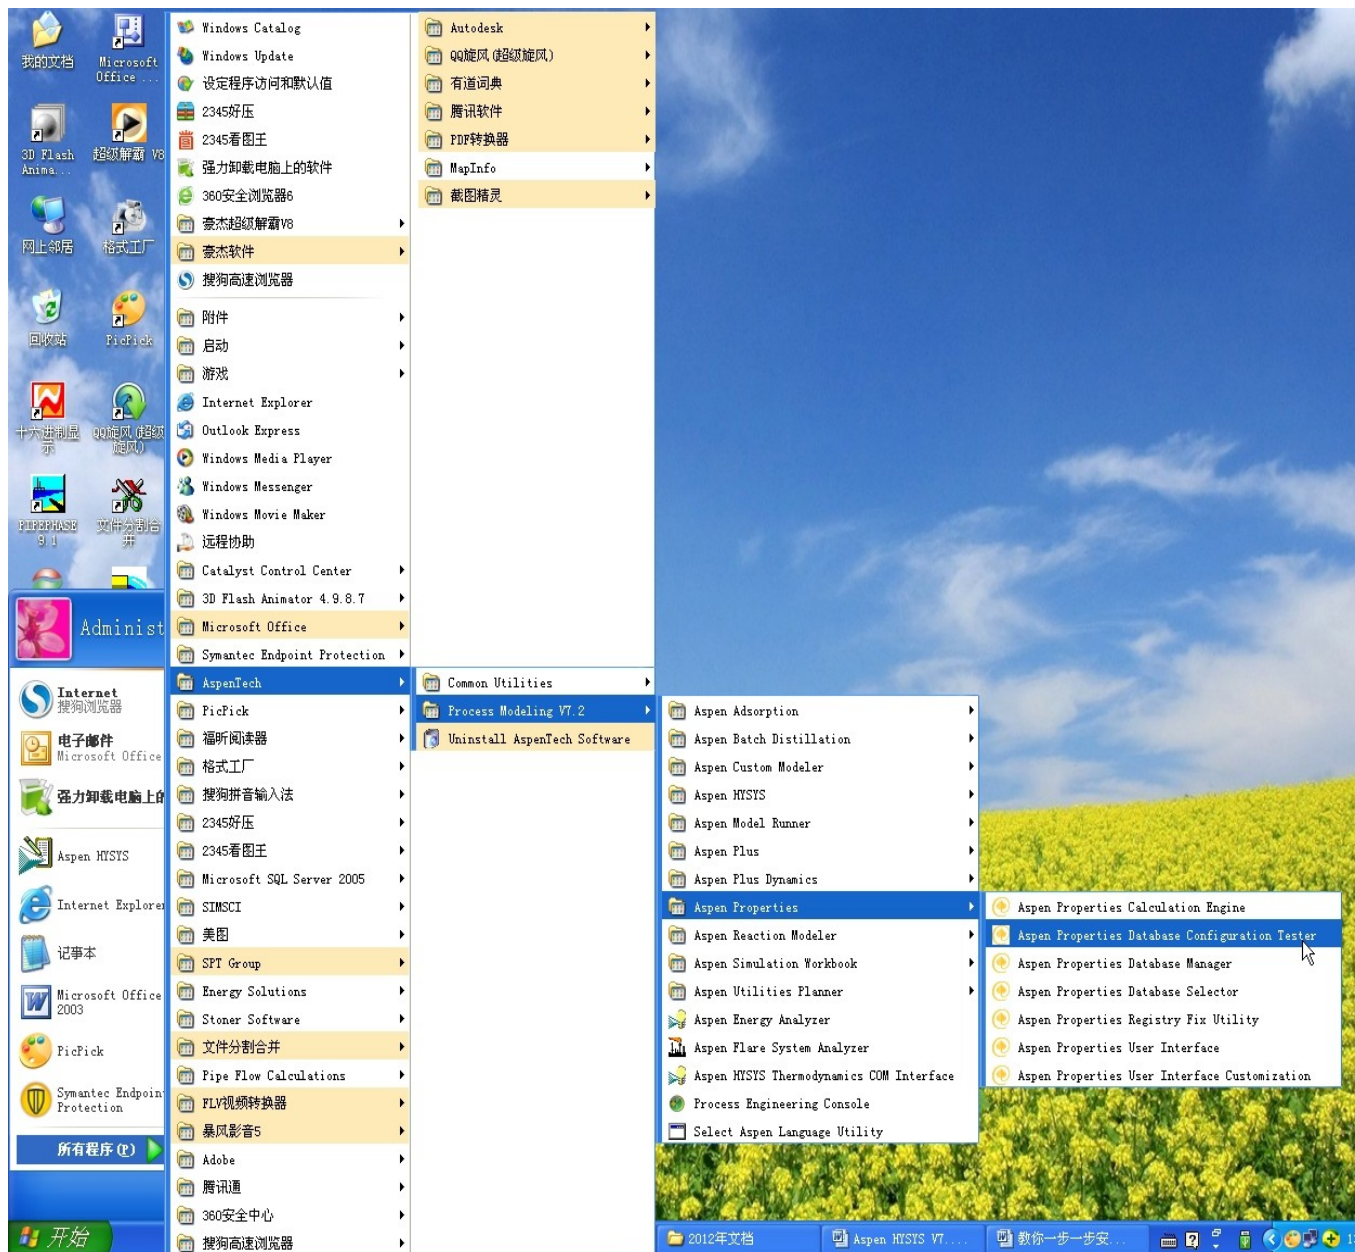 我的文档
Microsoft
Office ...
3D Flash
Anima...
超级解霸 V8
网上邻居
格式工厂
回收站
PicPick
十六进制显
示
QQ旋风(超级
旋风)
PIPEPHASE
9.1
文件分割合
并
Administ
Internet
搜狗浏览器
电子邮件
Microsoft Office
强力卸载电脑上的
Aspen HYSYS
Internet Explorer
记事本
Microsoft Office
2003
PicPick
Symantec Endpoin
Protection
所有程序(P)
开始
Windows Catalog
Windows Update
设定程序访问和默认值
2345好压
2345看图王
强力卸载电脑上的软件
360安全浏览器6
豪杰超级解霸V8
豪杰软件
搜狗高速浏览器
附件
启动
游戏
Internet Explorer
Outlook Express
Windows Media Player
Windows Messenger
Windows Movie Maker
远程协助
Catalyst Control Center
3D Flash Animator 4.9.8.7
Microsoft Office
Symantec Endpoint Protection
AspenTech
PicPick
福昕阅读器
格式工厂
搜狗拼音输入法
2345好压
2345看图王
Microsoft SQL Server 2005
SIMSCI
美图
SPT Group
Energy Solutions
Stoner Software
文件分割合并
Pipe Flow Calculations
FLV视频转换器
暴风影音5
Adobe
腾讯通
360安全中心
搜狗高速浏览器
Autodesk
QQ旋风(超级旋风)
有道词典
腾讯软件
PDF转换器
MapInfo
截图精灵
Common Utilities
Process Modeling V7.2
Uninstall AspenTech Software
Aspen Adsorption
Aspen Batch Distillation
Aspen Custom Modeler
Aspen HYSYS
Aspen Model Runner
Aspen Plus
Aspen Plus Dynamics
Aspen Properties
Aspen Reaction Modeler
Aspen Simulation Workbook
Aspen Utilities Planner
Aspen Energy Analyzer
Aspen Flare System Analyzer
Aspen HYSYS Thermodynamics COM Interface
Process Engineering Console
Select Aspen Language Utility
Aspen Properties Calculation Engine
Aspen Properties Database Configuration Tester
Aspen Properties Database Manager
Aspen Properties Database Selector
Aspen Properties Registry Fix Utility
Aspen Properties User Interface
Aspen Properties User Interface Customization
2012年文档
Aspen HYSYS V7....
教你一步一步安...